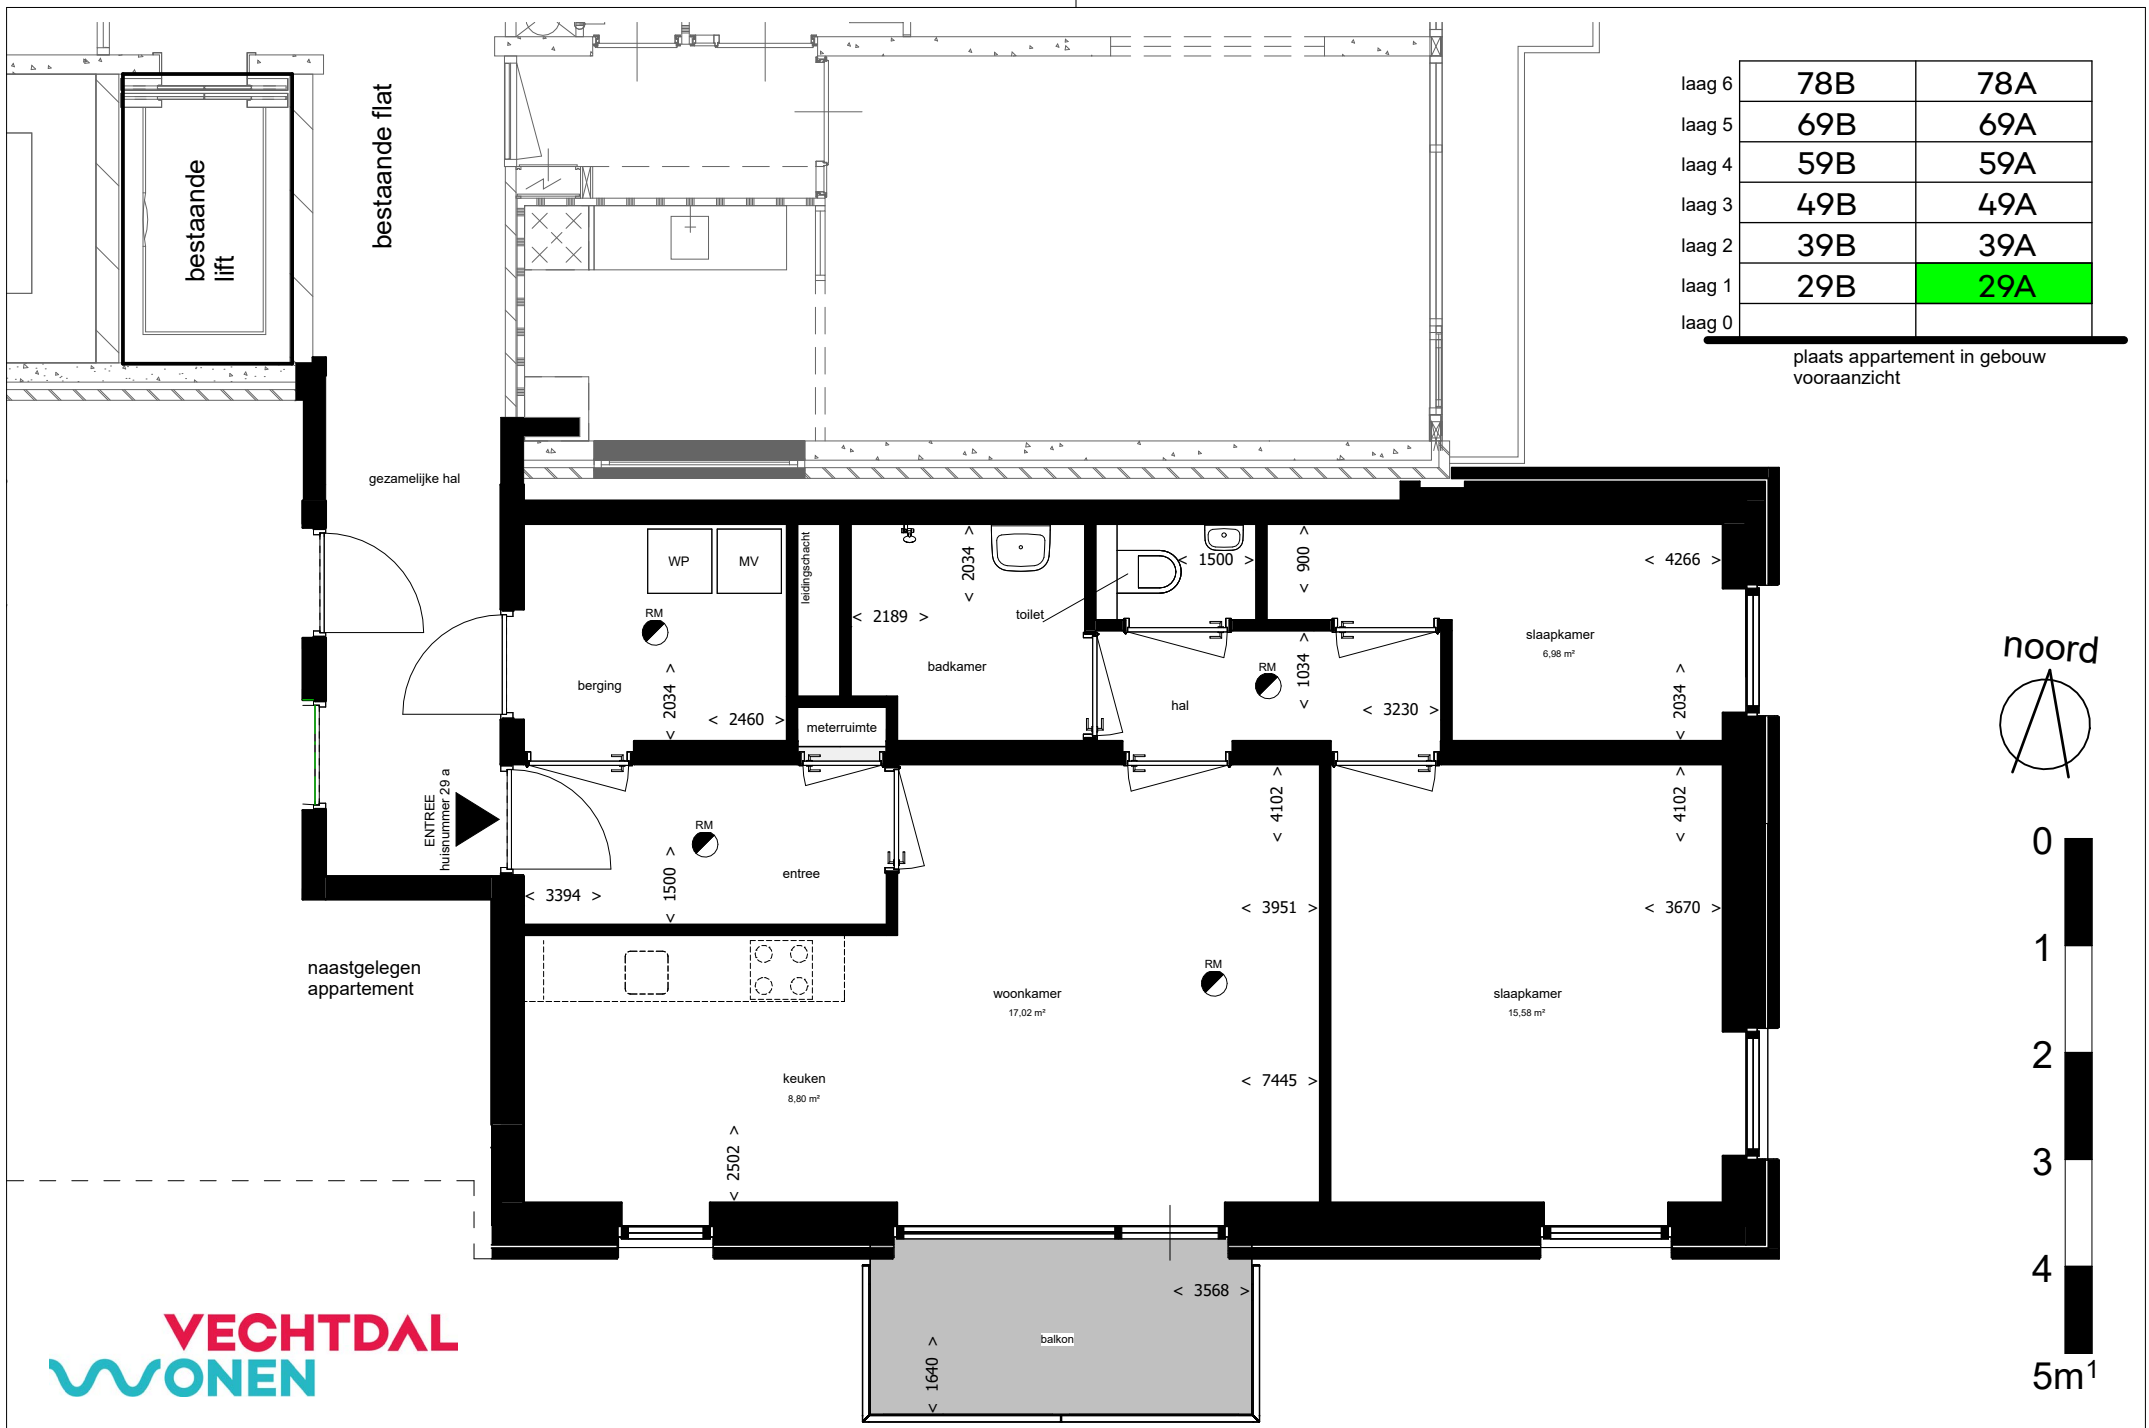 bestaande
lift
bestaande flat
laag 6 78B 78A
laag 5 69B 69A
laag 4 59B 59A
laag 3 49B 49A
laag 2 39B 39A
laag 1 29B 29A
laag 0
plaats appartement in gebouw
vooraanzicht
gezamelijke hal
WP
MV
RM
berging
< 2034 >
< 2460 >
leidingschacht
meterruimte
< 2189 >
< 2034 >
badkamer
toilet
< 1500 >
< 900 >
< 4266 >
slaapkamer
6,98 m²
< 2034 >
hal
RM
< 1034 >
< 3230 >
noord
ENTREE
huisnummer 29 a
RM
entree
< 3394 >
< 1500 >
< 4102 >
< 3951 >
RM
woonkamer
17,02 m²
< 7445 >
keuken
8,80 m²
< 2502 >
< 4102 >
< 3670 >
slaapkamer
15,58 m²
naastgelegen
appartement
< 3568 >
balkon
< 1640 >
0
1
2
3
4
5m¹
VECHTDAL
WONEN